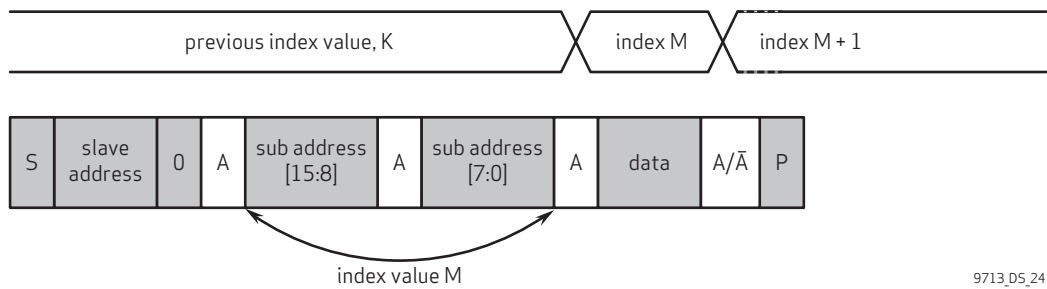 previous index value, K
index M
index M + 1
S
slave
address
0
A
sub address
[15:8]
A
sub address
[7:0]
A
data
A/Ā
P
index value M
9713_DS_24